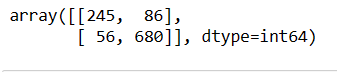 array([[245,  86],
       [ 56, 680]], dtype=int64)